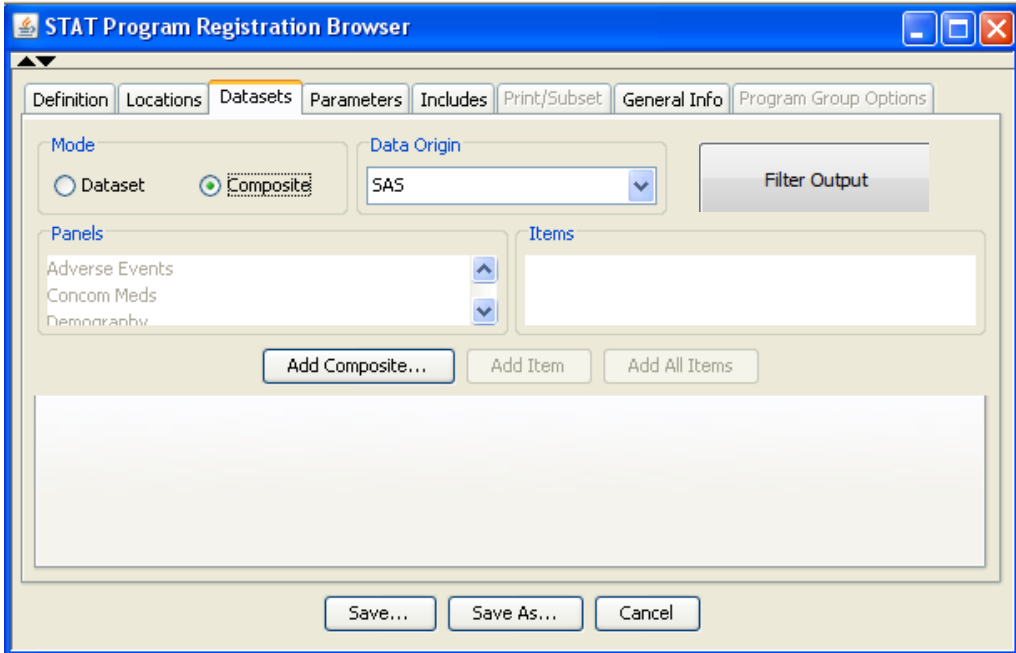 STAT Program Registration Browser
Definition Locations Datasets Parameters Includes Print/Subset General Info Program Group Options
Mode Data Origin
Dataset Composite SAS Filter Output
Panels Items
Adverse Events
Concom Meds
Demography
Add Composite... Add Item Add All Items
Save... Save As... Cancel